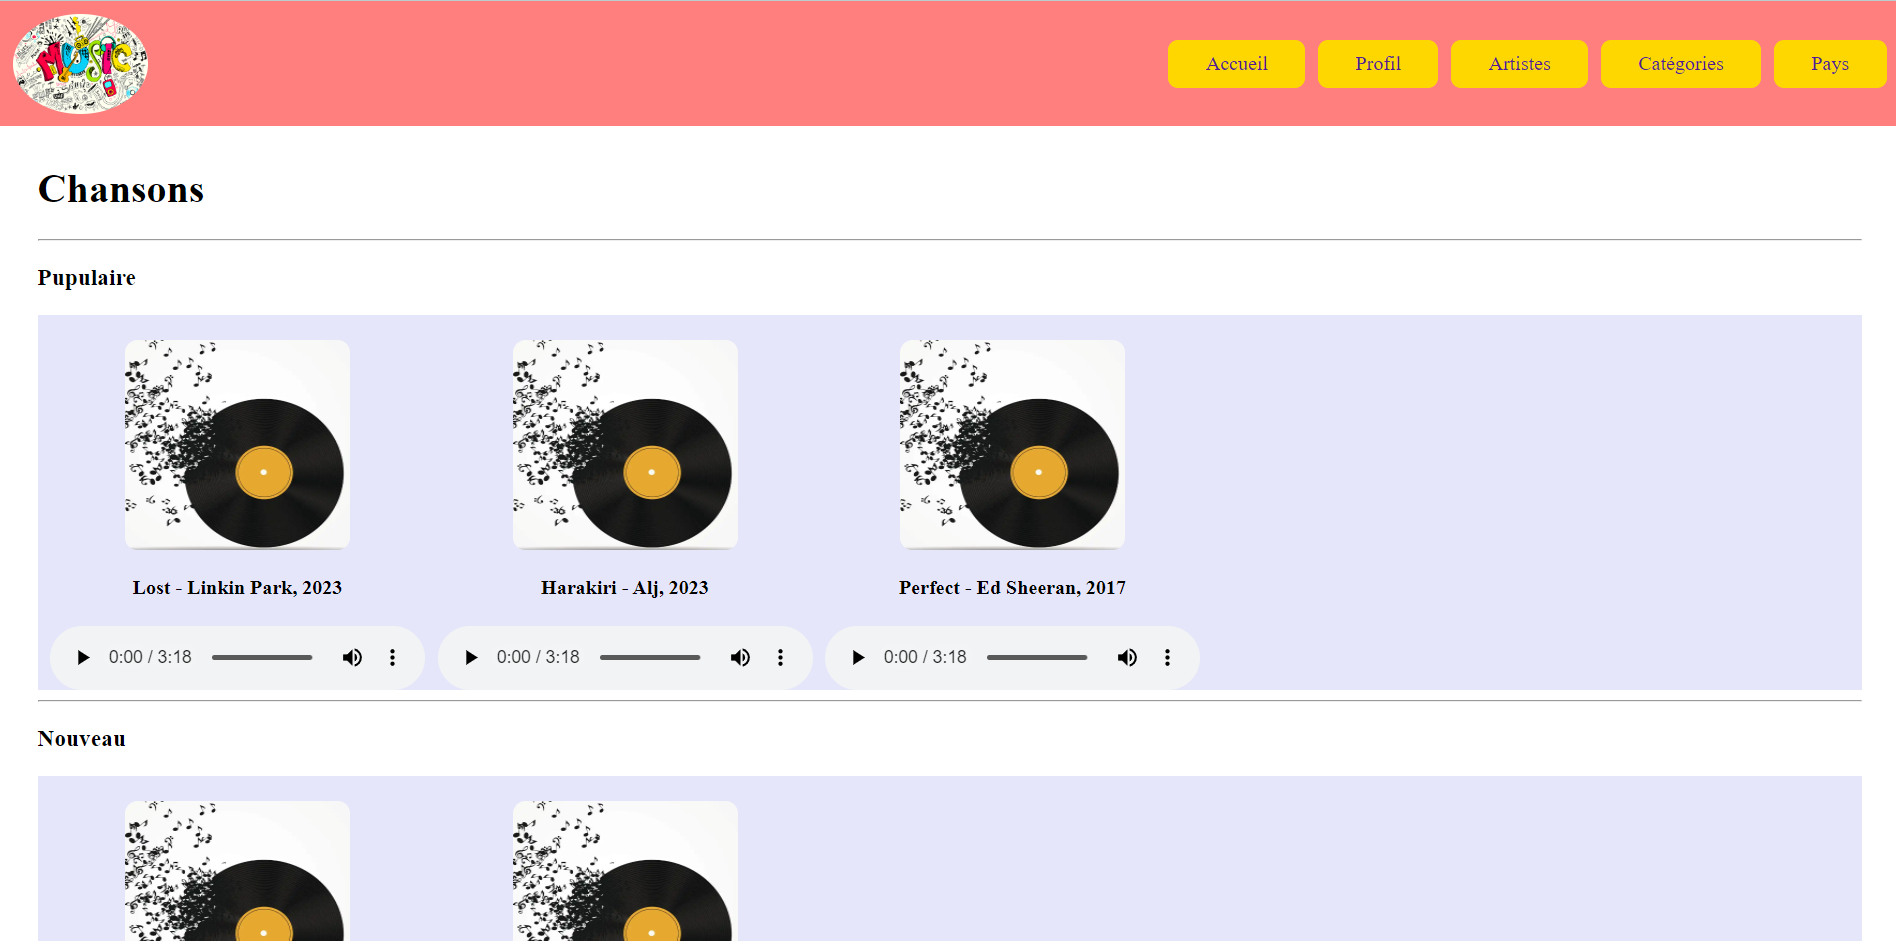 MUSIC
Accueil Profil Artistes Catégories Pays
Chansons
Pupulaire
Lost - Linkin Park, 2023 Harakiri - Alj, 2023 Perfect - Ed Sheeran, 2017
0:00 / 3:18 0:00 / 3:18 0:00 / 3:18
Nouveau